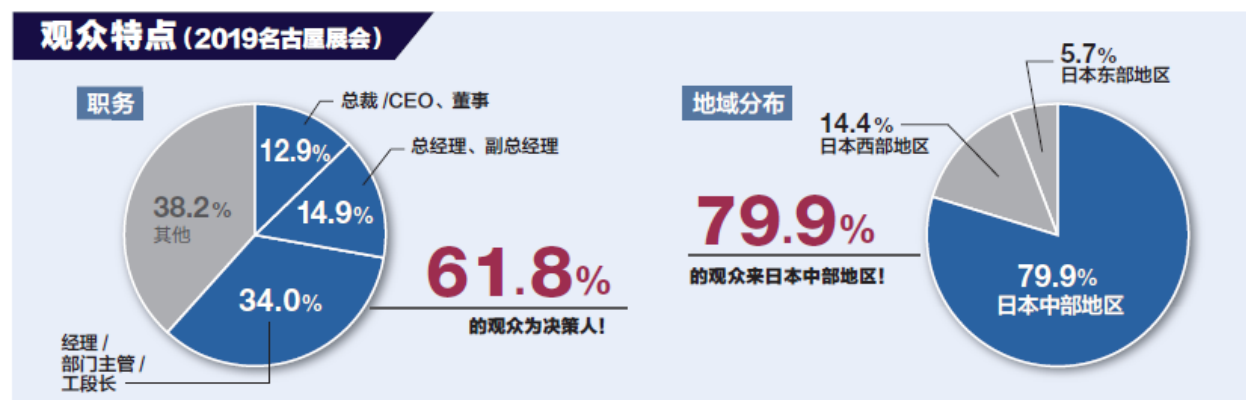 观众特点(2019名古屋展会)
职务
总裁/CEO、董事
12.9%
总经理、副总经理
14.9%
38.2%
其他
34.0%
经理/
部门主管/
工段长
61.8%
的观众为决策人!
地域分布
5.7%
日本东部地区
14.4%
日本西部地区
79.9%
的观众来日本中部地区!
79.9%
日本中部地区